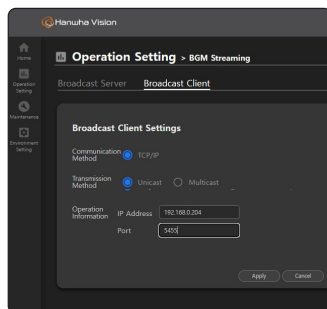 Hanwha Vision
Home
Operation Setting > BGM Streaming
Operation
Setting
Broadcast Server Broadcast Client
Maintenance
Environment
Setting
Broadcast Client Settings
Communication
Method
TCP/IP
Transmission
Method
Unicast Multicast
Operation
Information
IP Address 192.168.0.204
Port 5455
Apply Cancel